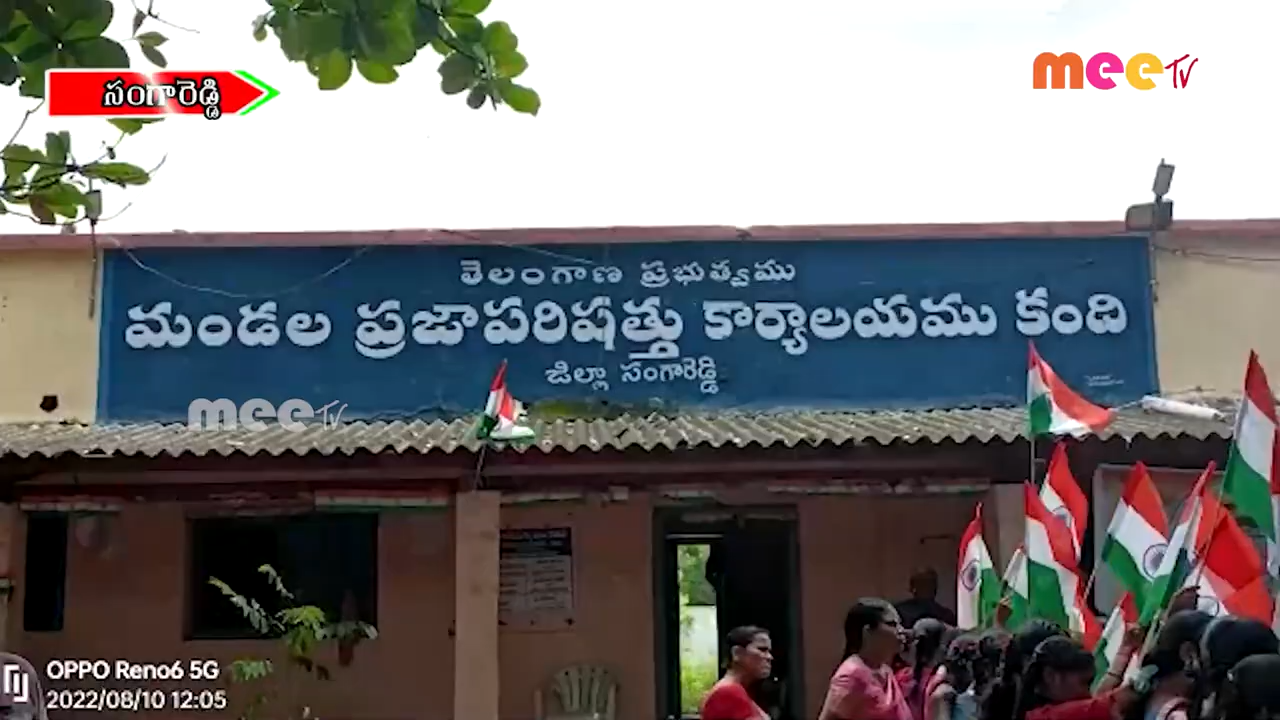 meeTV
సంగారెడ్డి
తెలంగాణ ప్రభుత్వము
మండల ప్రజాపరిషత్తు కార్యాలయము కంది
జిల్లా సంగారెడ్డి
meeTV
OPPO Reno6 5G
2022/08/10 12:05